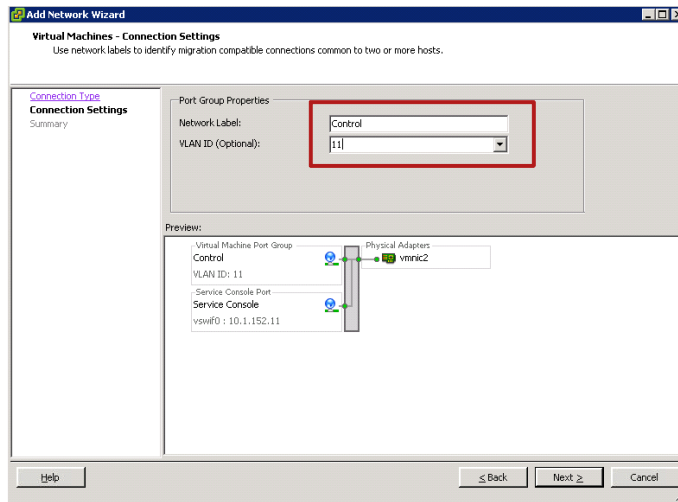 Add Network Wizard
Virtual Machines - Connection Settings
Use network labels to identify migration compatible connections common to two or more hosts.
Connection Type
Connection Settings
Summary
Port Group Properties
Network Label:
Control
VLAN ID (Optional):
11
Preview:
Virtual Machine Port Group
Control
VLAN ID: 11
Physical Adapters
vmnic2
Service Console Port
Service Console
vswif0 : 10.1.152.11
Help
≤ Back
Next ≥
Cancel